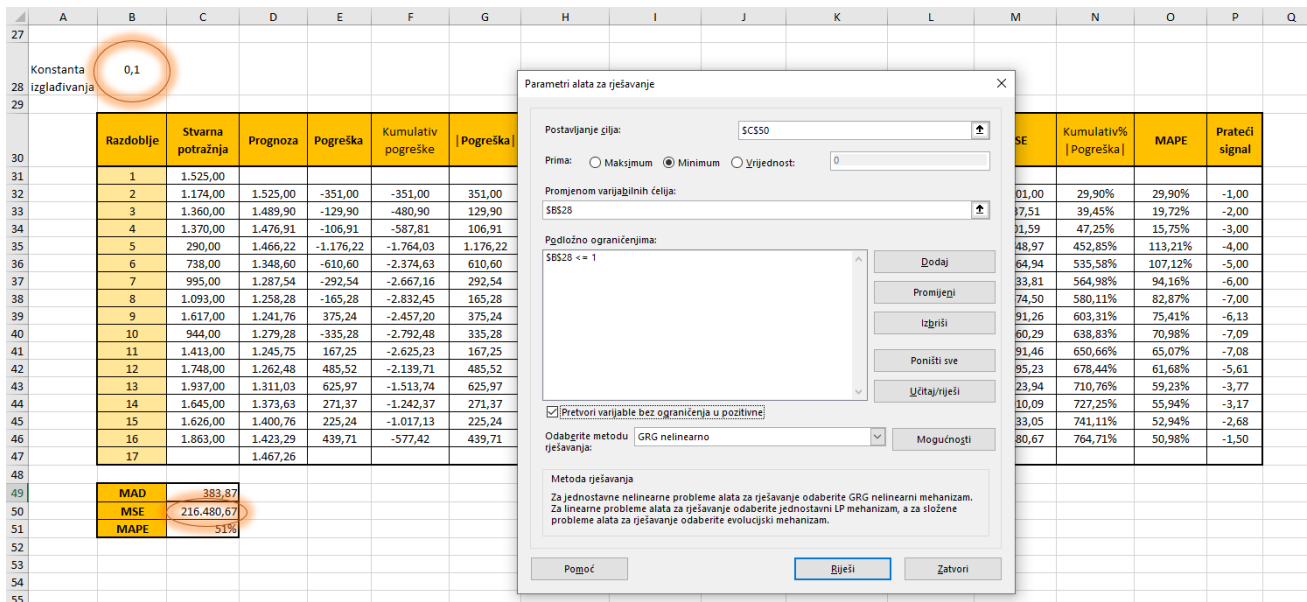 A B C D E F G H I J K L M N O P Q
27
Konstanta
28 izglađivanja 0,1
29
30 Razdoblje Stvarna potražnja Prognoza Pogreška Kumulativ pogreške |Pogreška| SE Kumulativ% |Pogreška| MAPE Prateći signal
31 1 1.525,00
32 2 1.174,00 1.525,00 -351,00 -351,00 351,00 01,00 29,90% 29,90% -1,00
33 3 1.360,00 1.489,90 -129,90 -480,90 129,90 37,51 39,45% 19,72% -2,00
34 4 1.370,00 1.476,91 -106,91 -587,81 106,91 01,59 47,25% 15,75% -3,00
35 5 290,00 1.466,22 -1.176,22 -1.764,03 1.176,22 48,97 452,85% 113,21% -4,00
36 6 738,00 1.348,60 -610,60 -2.374,63 610,60 64,94 535,58% 107,12% -5,00
37 7 995,00 1.287,54 -292,54 -2.667,16 292,54 33,81 564,98% 94,16% -6,00
38 8 1.093,00 1.258,28 -165,28 -2.832,45 165,28 74,50 580,11% 82,87% -7,00
39 9 1.617,00 1.241,76 375,24 -2.457,20 375,24 91,26 603,31% 75,41% -6,13
40 10 944,00 1.279,28 -335,28 -2.792,48 335,28 60,29 638,83% 70,98% -7,09
41 11 1.413,00 1.245,75 167,25 -2.625,23 167,25 91,46 650,66% 65,07% -7,08
42 12 1.748,00 1.262,48 485,52 -2.139,71 485,52 95,23 678,44% 61,68% -5,61
43 13 1.937,00 1.311,03 625,97 -1.513,74 625,97 23,94 710,76% 59,23% -3,77
44 14 1.645,00 1.373,63 271,37 -1.242,37 271,37 10,09 727,25% 55,94% -3,17
45 15 1.626,00 1.400,76 225,24 -1.017,13 225,24 33,05 741,11% 52,94% -2,68
46 16 1.863,00 1.423,29 439,71 -577,42 439,71 80,67 764,71% 50,98% -1,50
47 17 1.467,26
48
49 MAD 383,87
50 MSE 216.480,67
51 MAPE 51%
52
53
54
55
Parametri alata za rješavanje
Postavljanje cilja: $C$50
Prima: Maksimum Minimum Vrijednost: 0
Promjenom varijabilnih ćelija:
$B$28
Podložno ograničenjima:
$B$28 <= 1
Dodaj
Promijeni
Izbriši
Poništi sve
Učitaj/riješi
Pretvori varijable bez ograničenja u pozitivne
Odaberite metodu rješavanja: GRG nelinearno
Mogućnosti
Metoda rješavanja
Za jednostavne nelinearne probleme alata za rješavanje odaberite GRG nelinearni mehanizam.
Za linearne probleme alata za rješavanje odaberite jednostavni LP mehanizam, a za složene
probleme alata za rješavanje odaberite evolucijski mehanizam.
Pomoć Riješi Zatvori